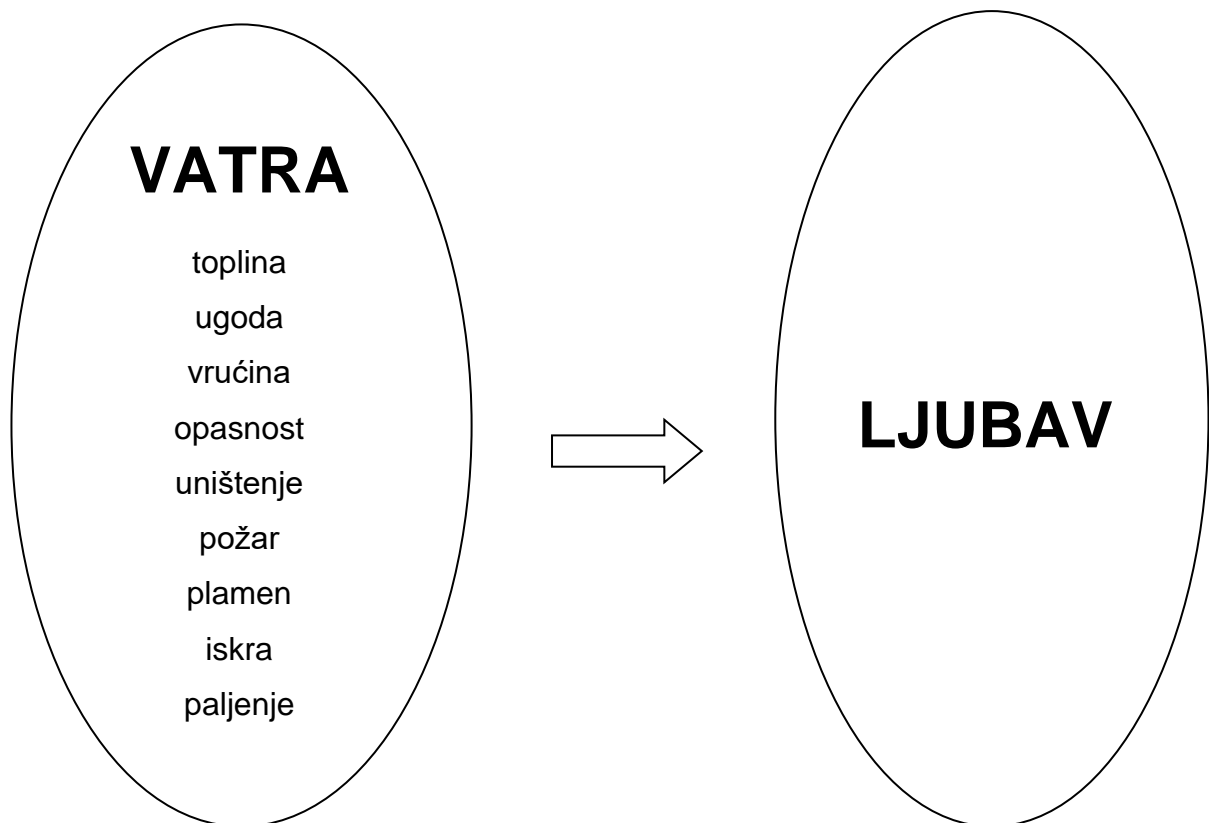 VATRA
toplina
ugoda
vrućina
opasnost
uništenje
požar
plamen
iskra
paljenje
LJUBAV